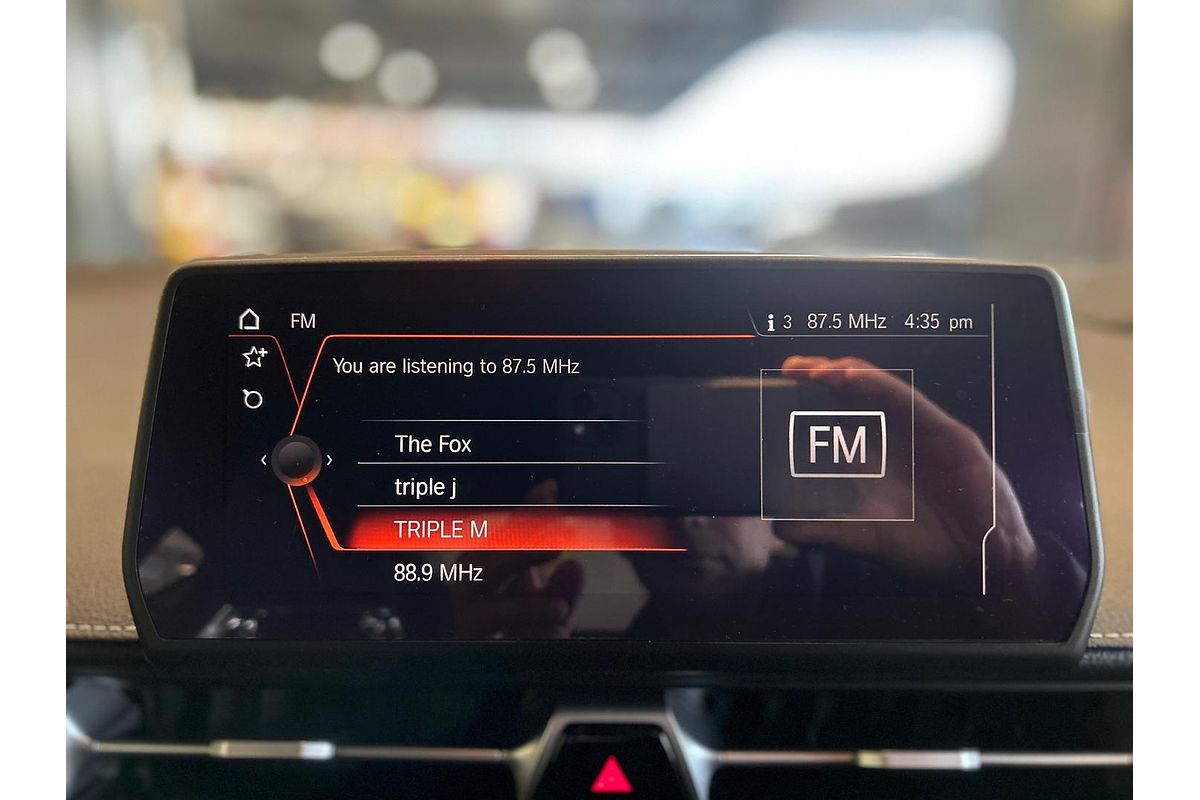 FM
3 87.5 MHz 4:35 pm
You are listening to 87.5 MHz
The Fox
triple j
TRIPLE M
88.9 MHz
FM